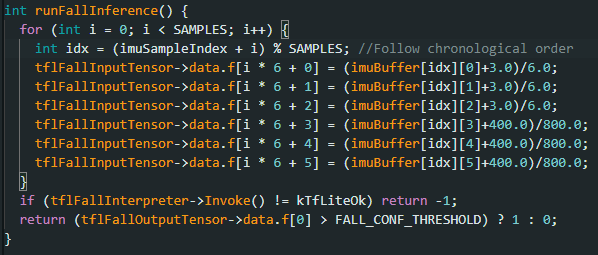 int runFallInference() {
  for (int i = 0; i < SAMPLES; i++) {
    int idx = (imuSampleIndex + i) % SAMPLES; //Follow chronological order
    tflFallInputTensor->data.f[i * 6 + 0] = (imuBuffer[idx][0]+3.0)/6.0;
    tflFallInputTensor->data.f[i * 6 + 1] = (imuBuffer[idx][1]+3.0)/6.0;
    tflFallInputTensor->data.f[i * 6 + 2] = (imuBuffer[idx][2]+3.0)/6.0;
    tflFallInputTensor->data.f[i * 6 + 3] = (imuBuffer[idx][3]+400.0)/800.0;
    tflFallInputTensor->data.f[i * 6 + 4] = (imuBuffer[idx][4]+400.0)/800.0;
    tflFallInputTensor->data.f[i * 6 + 5] = (imuBuffer[idx][5]+400.0)/800.0;
  }
  if (tflFallInterpreter->Invoke() != kTfLiteOk) return -1;
  return (tflFallOutputTensor->data.f[0] > FALL_CONF_THRESHOLD) ? 1 : 0;
}